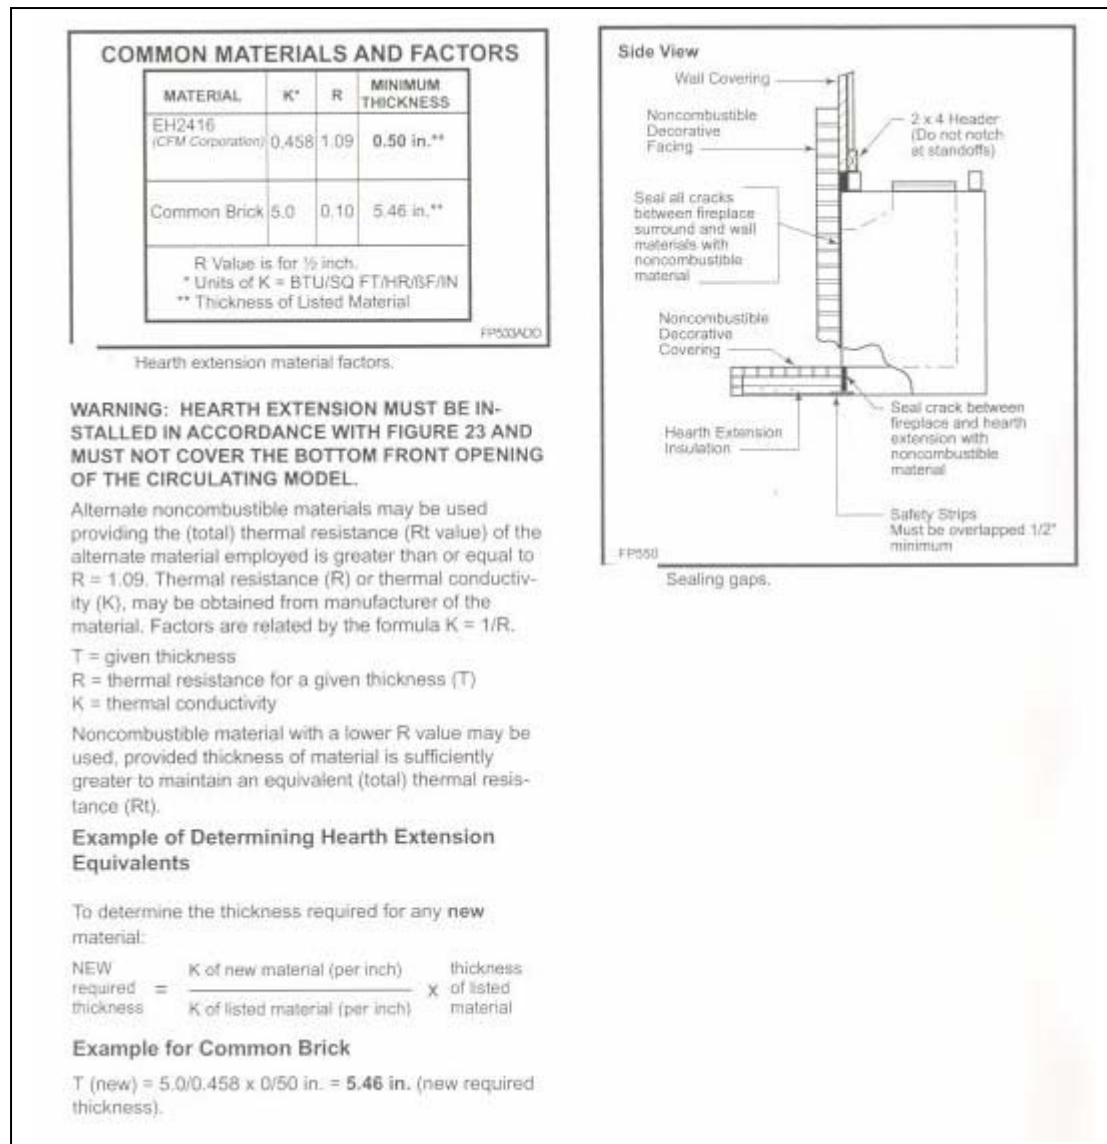 COMMON MATERIALS AND FACTORS
MATERIAL K* R MINIMUM THICKNESS
EH2416
(CFM Corporation) 0.458 1.09 0.50 in.**
Common Brick 5.0 0.10 5.46 in.**
R Value is for ½ inch.
* Units of K = BTU/SQ FT/HR/ßF/IN
** Thickness of Listed Material
FP533ADD
Hearth extension material factors.
WARNING: HEARTH EXTENSION MUST BE IN-
STALLED IN ACCORDANCE WITH FIGURE 23 AND
MUST NOT COVER THE BOTTOM FRONT OPENING
OF THE CIRCULATING MODEL.
Alternate noncombustible materials may be used
providing the (total) thermal resistance (Rt value) of the
alternate material employed is greater than or equal to
R = 1.09. Thermal resistance (R) or thermal conductiv-
ity (K), may be obtained from manufacturer of the
material. Factors are related by the formula K = 1/R.
T = given thickness
R = thermal resistance for a given thickness (T)
K = thermal conductivity
Noncombustible material with a lower R value may be
used, provided thickness of material is sufficiently
greater to maintain an equivalent (total) thermal resis-
tance (Rt).
Example of Determining Hearth Extension
Equivalents
To determine the thickness required for any new
material:
NEW
required
thickness
=
K of new material (per inch)
K of listed material (per inch)
x
thickness
of listed
material
Example for Common Brick
T (new) = 5.0/0.458 x 0/50 in. = 5.46 in. (new required
thickness).
Side View
Wall Covering
Noncombustible
Decorative
Facing
2 x 4 Header
(Do not notch
at standoffs)
Seal all cracks
between fireplace
surround and wall
materials with
noncombustible
material
Noncombustible
Decorative
Covering
Hearth Extension
Insulation
Seal crack between
fireplace and hearth
extension with
noncombustible
material
Safety Strips
Must be overlapped 1/2"
minimum
FP550
Sealing gaps.